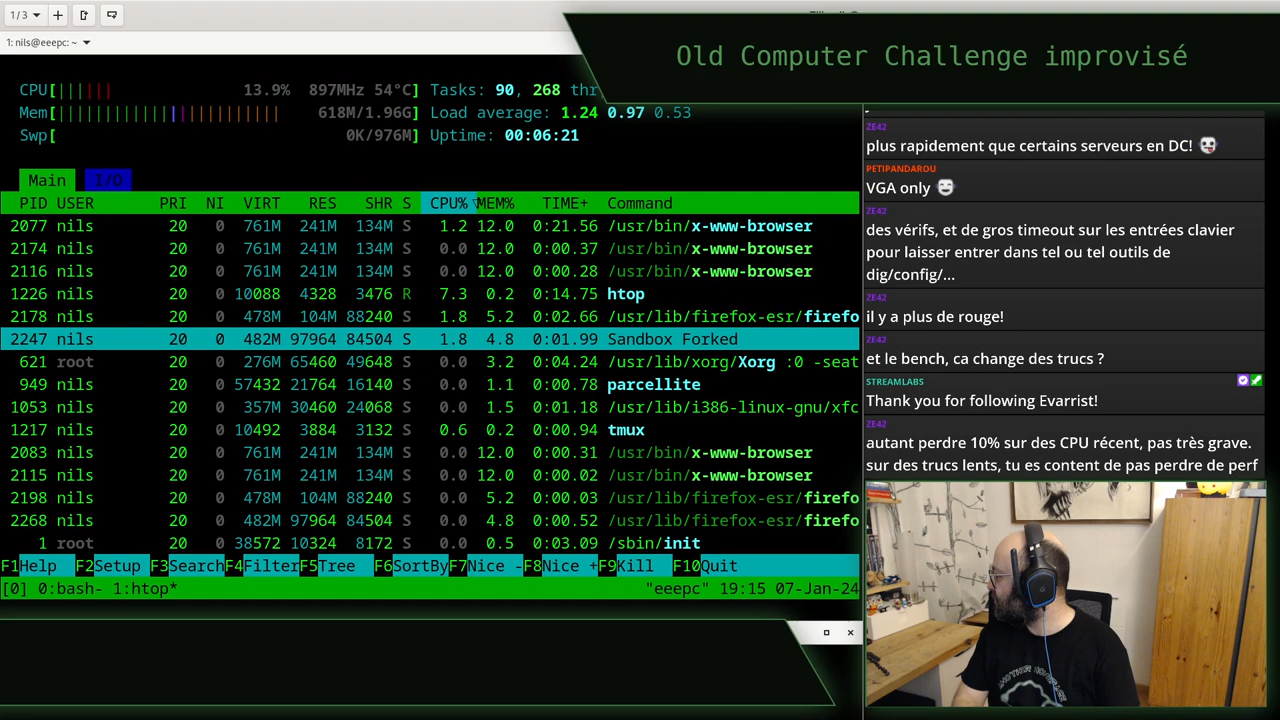 1/3
Old Computer Challenge improvisé
1: nils@eeepc: ~
CPU[|||||| 13.9% 897MHz 54°C] Tasks: 90, 268 thr
Mem[|||||||||||||||||||||||||| 618M/1.96G] Load average: 1.24 0.97 0.53
Swp[ 0K/976M] Uptime: 00:06:21
Main I/O
PID USER PRI NI VIRT RES SHR S CPU%▽MEM% TIME+ Command
2077 nils 20 0 761M 241M 134M S 1.2 12.0 0:21.56 /usr/bin/x-www-browser
2174 nils 20 0 761M 241M 134M S 0.0 12.0 0:00.37 /usr/bin/x-www-browser
2116 nils 20 0 761M 241M 134M S 0.0 12.0 0:00.28 /usr/bin/x-www-browser
1226 nils 20 0 10088 4328 3476 R 7.3 0.2 0:14.75 htop
2178 nils 20 0 478M 104M 88240 S 1.8 5.2 0:02.66 /usr/lib/firefox-esr/firefo
2247 nils 20 0 482M 97964 84504 S 1.8 4.8 0:01.99 Sandbox Forked
621 root 20 0 276M 65460 49648 S 0.0 3.2 0:04.24 /usr/lib/xorg/Xorg :0 -seat
949 nils 20 0 57432 21764 16140 S 0.0 1.1 0:00.78 parcellite
1053 nils 20 0 357M 30460 24068 S 0.0 1.5 0:01.18 /usr/lib/i386-linux-gnu/xfc
1217 nils 20 0 10492 3884 3132 S 0.6 0.2 0:00.94 tmux
2083 nils 20 0 761M 241M 134M S 0.0 12.0 0:00.31 /usr/bin/x-www-browser
2115 nils 20 0 761M 241M 134M S 0.0 12.0 0:00.02 /usr/bin/x-www-browser
2198 nils 20 0 478M 104M 88240 S 0.0 5.2 0:00.03 /usr/lib/firefox-esr/firefo
2268 nils 20 0 482M 97964 84504 S 0.0 4.8 0:00.52 /usr/lib/firefox-esr/firefo
1 root 20 0 38572 10324 8172 S 0.0 0.5 0:03.09 /sbin/init
F1Help F2Setup F3SearchF4FilterF5Tree F6SortByF7Nice -F8Nice +F9Kill F10Quit
[0] 0:bash- 1:htop* "eeepc" 19:15 07-Jan-24
ZE42
plus rapidement que certains serveurs en DC!
PETIPANDAROU
VGA only
ZE42
des vérifs, et de gros timeout sur les entrées clavier
pour laisser entrer dans tel ou tel outils de
dig/config/...
ZE42
il y a plus de rouge!
ZE42
et le bench, ca change des trucs ?
STREAMLABS
Thank you for following Evarrist!
ZE42
autant perdre 10% sur des CPU récent, pas très grave.
sur des trucs lents, tu es content de pas perdre de perf